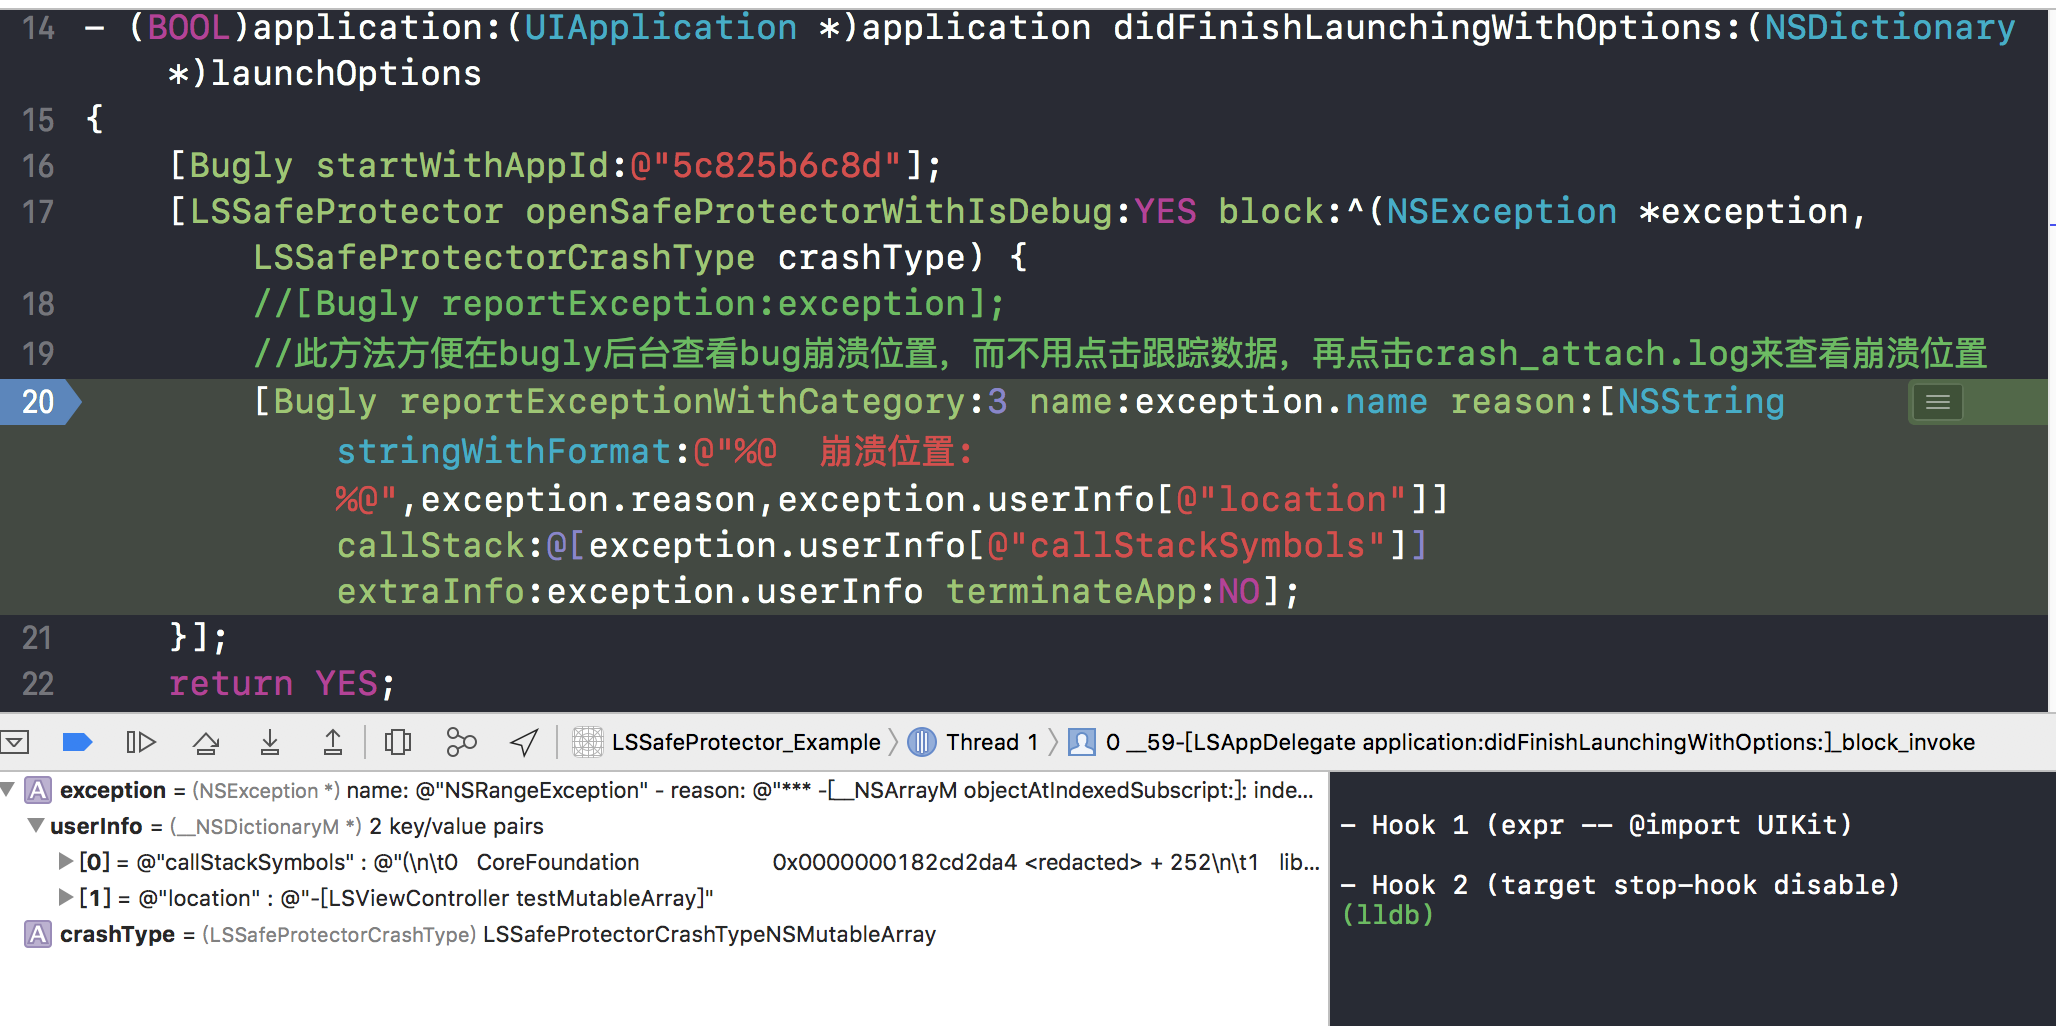 14 - (BOOL)application:(UIApplication *)application didFinishLaunchingWithOptions:(NSDictionary
*)launchOptions
15 {
16 [Bugly startWithAppId:@"5c825b6c8d"];
17 [LSSafeProtector openSafeProtectorWithIsDebug:YES block:^(NSException *exception,
LSSafeProtectorCrashType crashType) {
18 //[Bugly reportException:exception];
19 //此方法方便在bugly后台查看bug崩溃位置，而不用点击跟踪数据，再点击crash_attach.log来查看崩溃位置
20 [Bugly reportExceptionWithCategory:3 name:exception.name reason:[NSString
stringWithFormat:@"%@  崩溃位置:
%@",exception.reason,exception.userInfo[@"location"]]
callStack:@[exception.userInfo[@"callStackSymbols"]]
extraInfo:exception.userInfo terminateApp:NO];
21 }];
22 return YES;
LSSafeProtector_Example Thread 1 0 __59-[LSAppDelegate application:didFinishLaunchingWithOptions:]_block_invoke
A exception = (NSException *) name: @"NSRangeException" - reason: @"*** -[__NSArrayM objectAtIndexedSubscript:]: inde...
userInfo = (__NSDictionaryM *) 2 key/value pairs
[0] = @"callStackSymbols" : @"(\n\t0 CoreFoundation 0x0000000182cd2da4 <redacted> + 252\n\t1 lib...
[1] = @"location" : @"-[LSViewController testMutableArray]"
A crashType = (LSSafeProtectorCrashType) LSSafeProtectorCrashTypeNSMutableArray
- Hook 1 (expr -- @import UIKit)
- Hook 2 (target stop-hook disable)
(lldb)